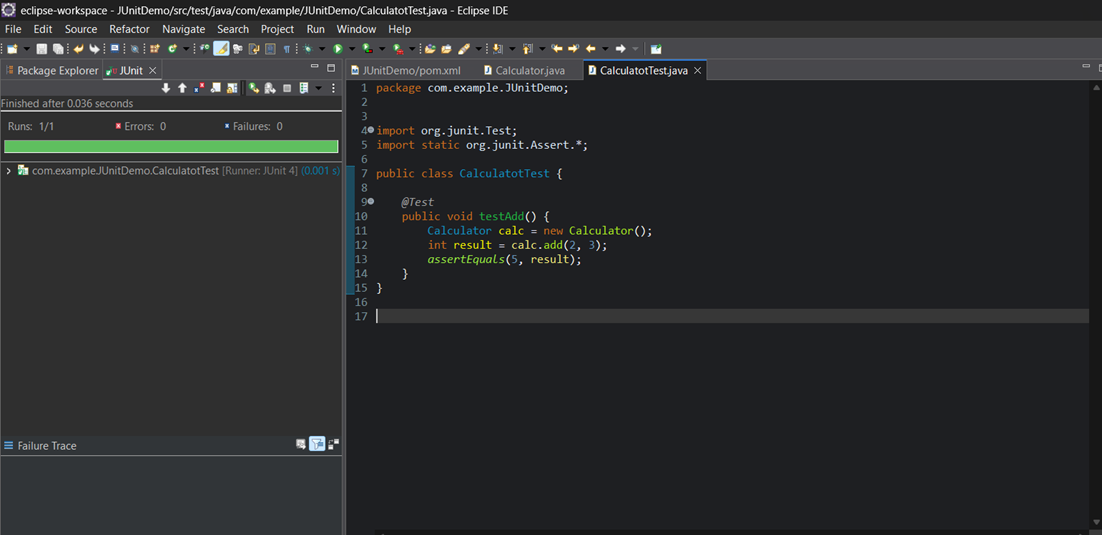 eclipse-workspace - JUnitDemo/src/test/java/com/example/JUnitDemo/CalculatotTest.java - Eclipse IDE
File Edit Source Refactor Navigate Search Project Run Window Help
Package Explorer JUnit
JUnitDemo/pom.xml Calculator.java CalculatotTest.java
Finished after 0.036 seconds
Runs: 1/1 Errors: 0 Failures: 0
com.example.JUnitDemo.CalculatotTest [Runner: JUnit 4] (0.001 s)
Failure Trace
1 package com.example.JUnitDemo;
2
3
4 import org.junit.Test;
5 import static org.junit.Assert.*;
6
7 public class CalculatotTest {
8
9 @Test
10 public void testAdd() {
11 Calculator calc = new Calculator();
12 int result = calc.add(2, 3);
13 assertEquals(5, result);
14 }
15 }
16
17